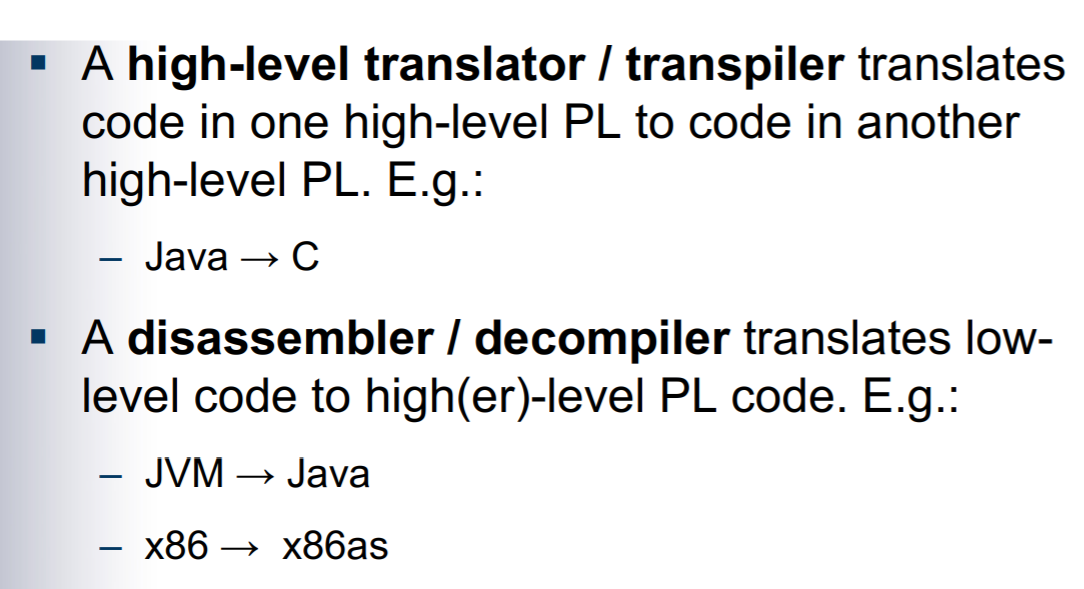 ▪ A high-level translator / transpiler translates
code in one high-level PL to code in another
high-level PL. E.g.:
– Java → C
▪ A disassembler / decompiler translates low-
level code to high(er)-level PL code. E.g.:
– JVM → Java
– x86 → x86as